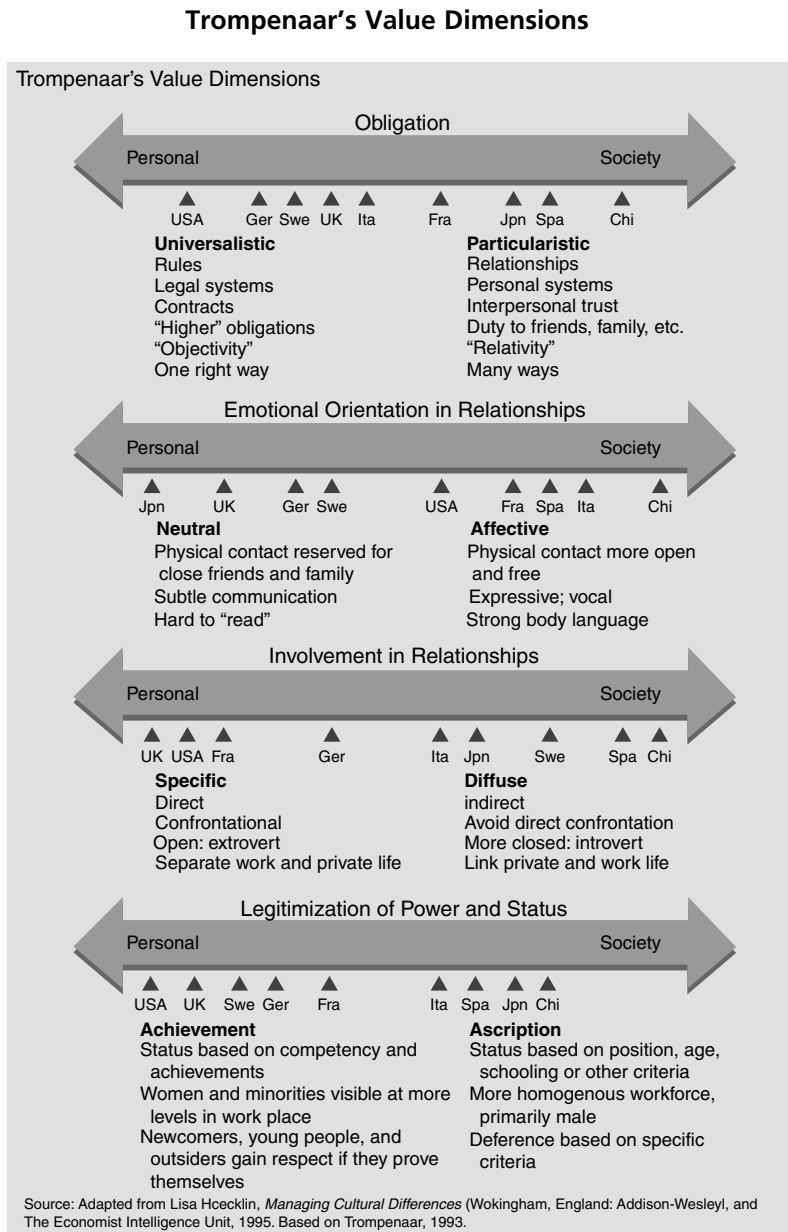 Trompenaar's Value Dimensions
Trompenaar's Value Dimensions
Obligation
Personal Society
USA Ger Swe UK Ita Fra Jpn Spa Chi
Universalistic
Rules
Legal systems
Contracts
“Higher” obligations
“Objectivity”
One right way
Particularistic
Relationships
Personal systems
Interpersonal trust
Duty to friends, family, etc.
“Relativity”
Many ways
Emotional Orientation in Relationships
Personal Society
Jpn UK Ger Swe USA Fra Spa Ita Chi
Neutral
Physical contact reserved for
close friends and family
Subtle communication
Hard to “read”
Affective
Physical contact more open
and free
Expressive; vocal
Strong body language
Involvement in Relationships
Personal Society
UK USA Fra Ger Ita Jpn Swe Spa Chi
Specific
Direct
Confrontational
Open: extrovert
Separate work and private life
Diffuse
indirect
Avoid direct confrontation
More closed: introvert
Link private and work life
Legitimization of Power and Status
Personal Society
USA UK Swe Ger Fra Ita Spa Jpn Chi
Achievement
Status based on competency and
achievements
Women and minorities visible at more
levels in work place
Newcomers, young people, and
outsiders gain respect if they prove
themselves
Ascription
Status based on position, age,
schooling or other criteria
More homogenous workforce,
primarily male
Deference based on specific
criteria
Source: Adapted from Lisa Hcecklin, Managing Cultural Differences (Wokingham, England: Addison-Wesleyl, and
The Economist Intelligence Unit, 1995. Based on Trompenaar, 1993.